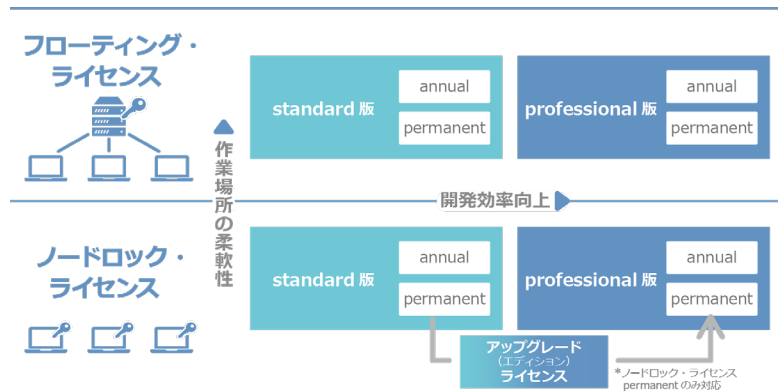 フローティング・
ライセンス
standard 版
annual
permanent
professional 版
annual
permanent
作業場所の柔軟性
開発効率向上
ノードロック・
ライセンス
standard 版
annual
permanent
professional 版
annual
permanent
アップグレード
（エディション）
ライセンス
*ノードロック・ライセンス
permanent のみ対応